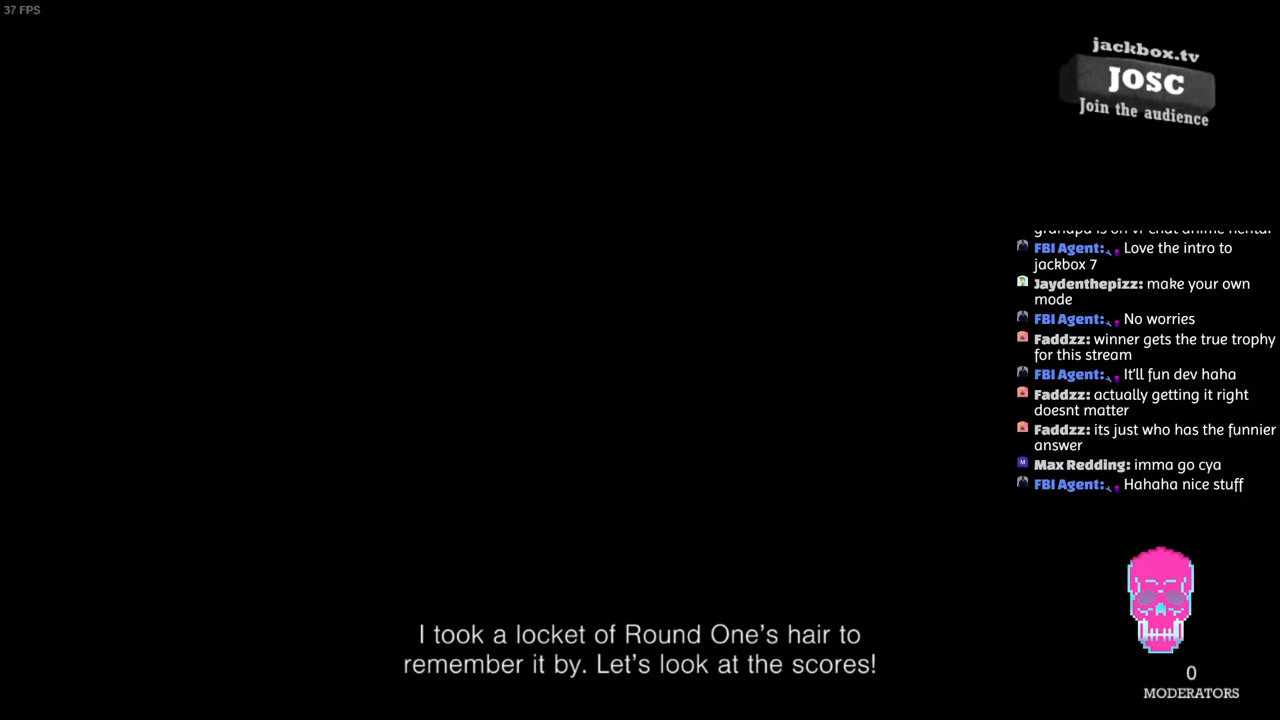 37 FPS
jackbox.tv
JOSC
Join the audience
FBI Agent: Love the intro to
jackbox 7
Jaydenthepizz: make your own
mode
FBI Agent: No worries
Faddzz: winner gets the true trophy
for this stream
FBI Agent: It'll fun dev haha
Faddzz: actually getting it right
doesnt matter
Faddzz: its just who has the funnier
answer
Max Redding: imma go cya
FBI Agent: Hahaha nice stuff
I took a locket of Round One's hair to
remember it by. Let's look at the scores!
0
MODERATORS